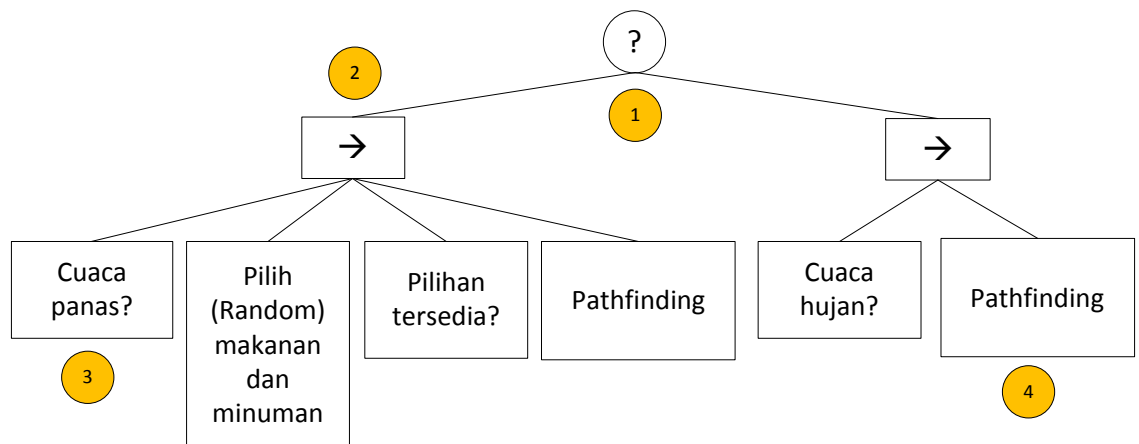 ?
2
1
→
→
Cuaca
panas?
Pilih
(Random)
makanan
dan
minuman
Pilihan
tersedia?
Pathfinding
Cuaca
hujan?
Pathfinding
3
4